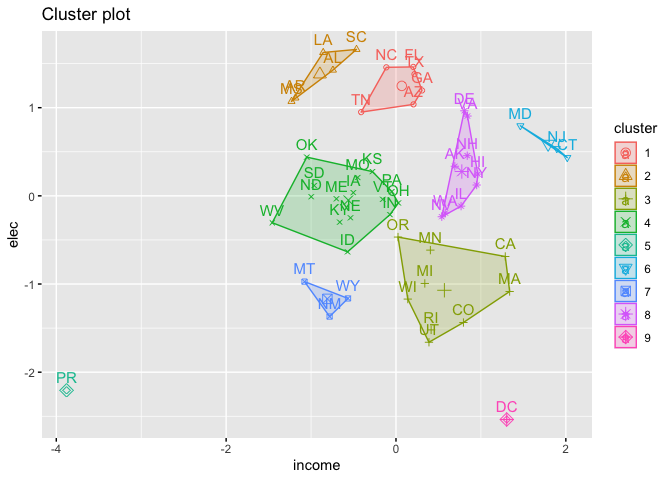 Cluster plot
LA
SC
AL
AR
MS
NC
FL
TX
GA
AZ
TN
DE
VA
MD
NJ
CT
NH
AK
HI
NY
WA
IL
OK
KS
MO
SD
ND
IA
ME
PA
VT
OH
KY
NE
IN
WV
ID
OR
MN
CA
MI
MA
WI
CO
RI
UT
MT
WY
NM
PR
DC
1
0
-1
-2
-4
-2
0
2
elec
income
cluster
1
2
3
4
5
6
7
8
9